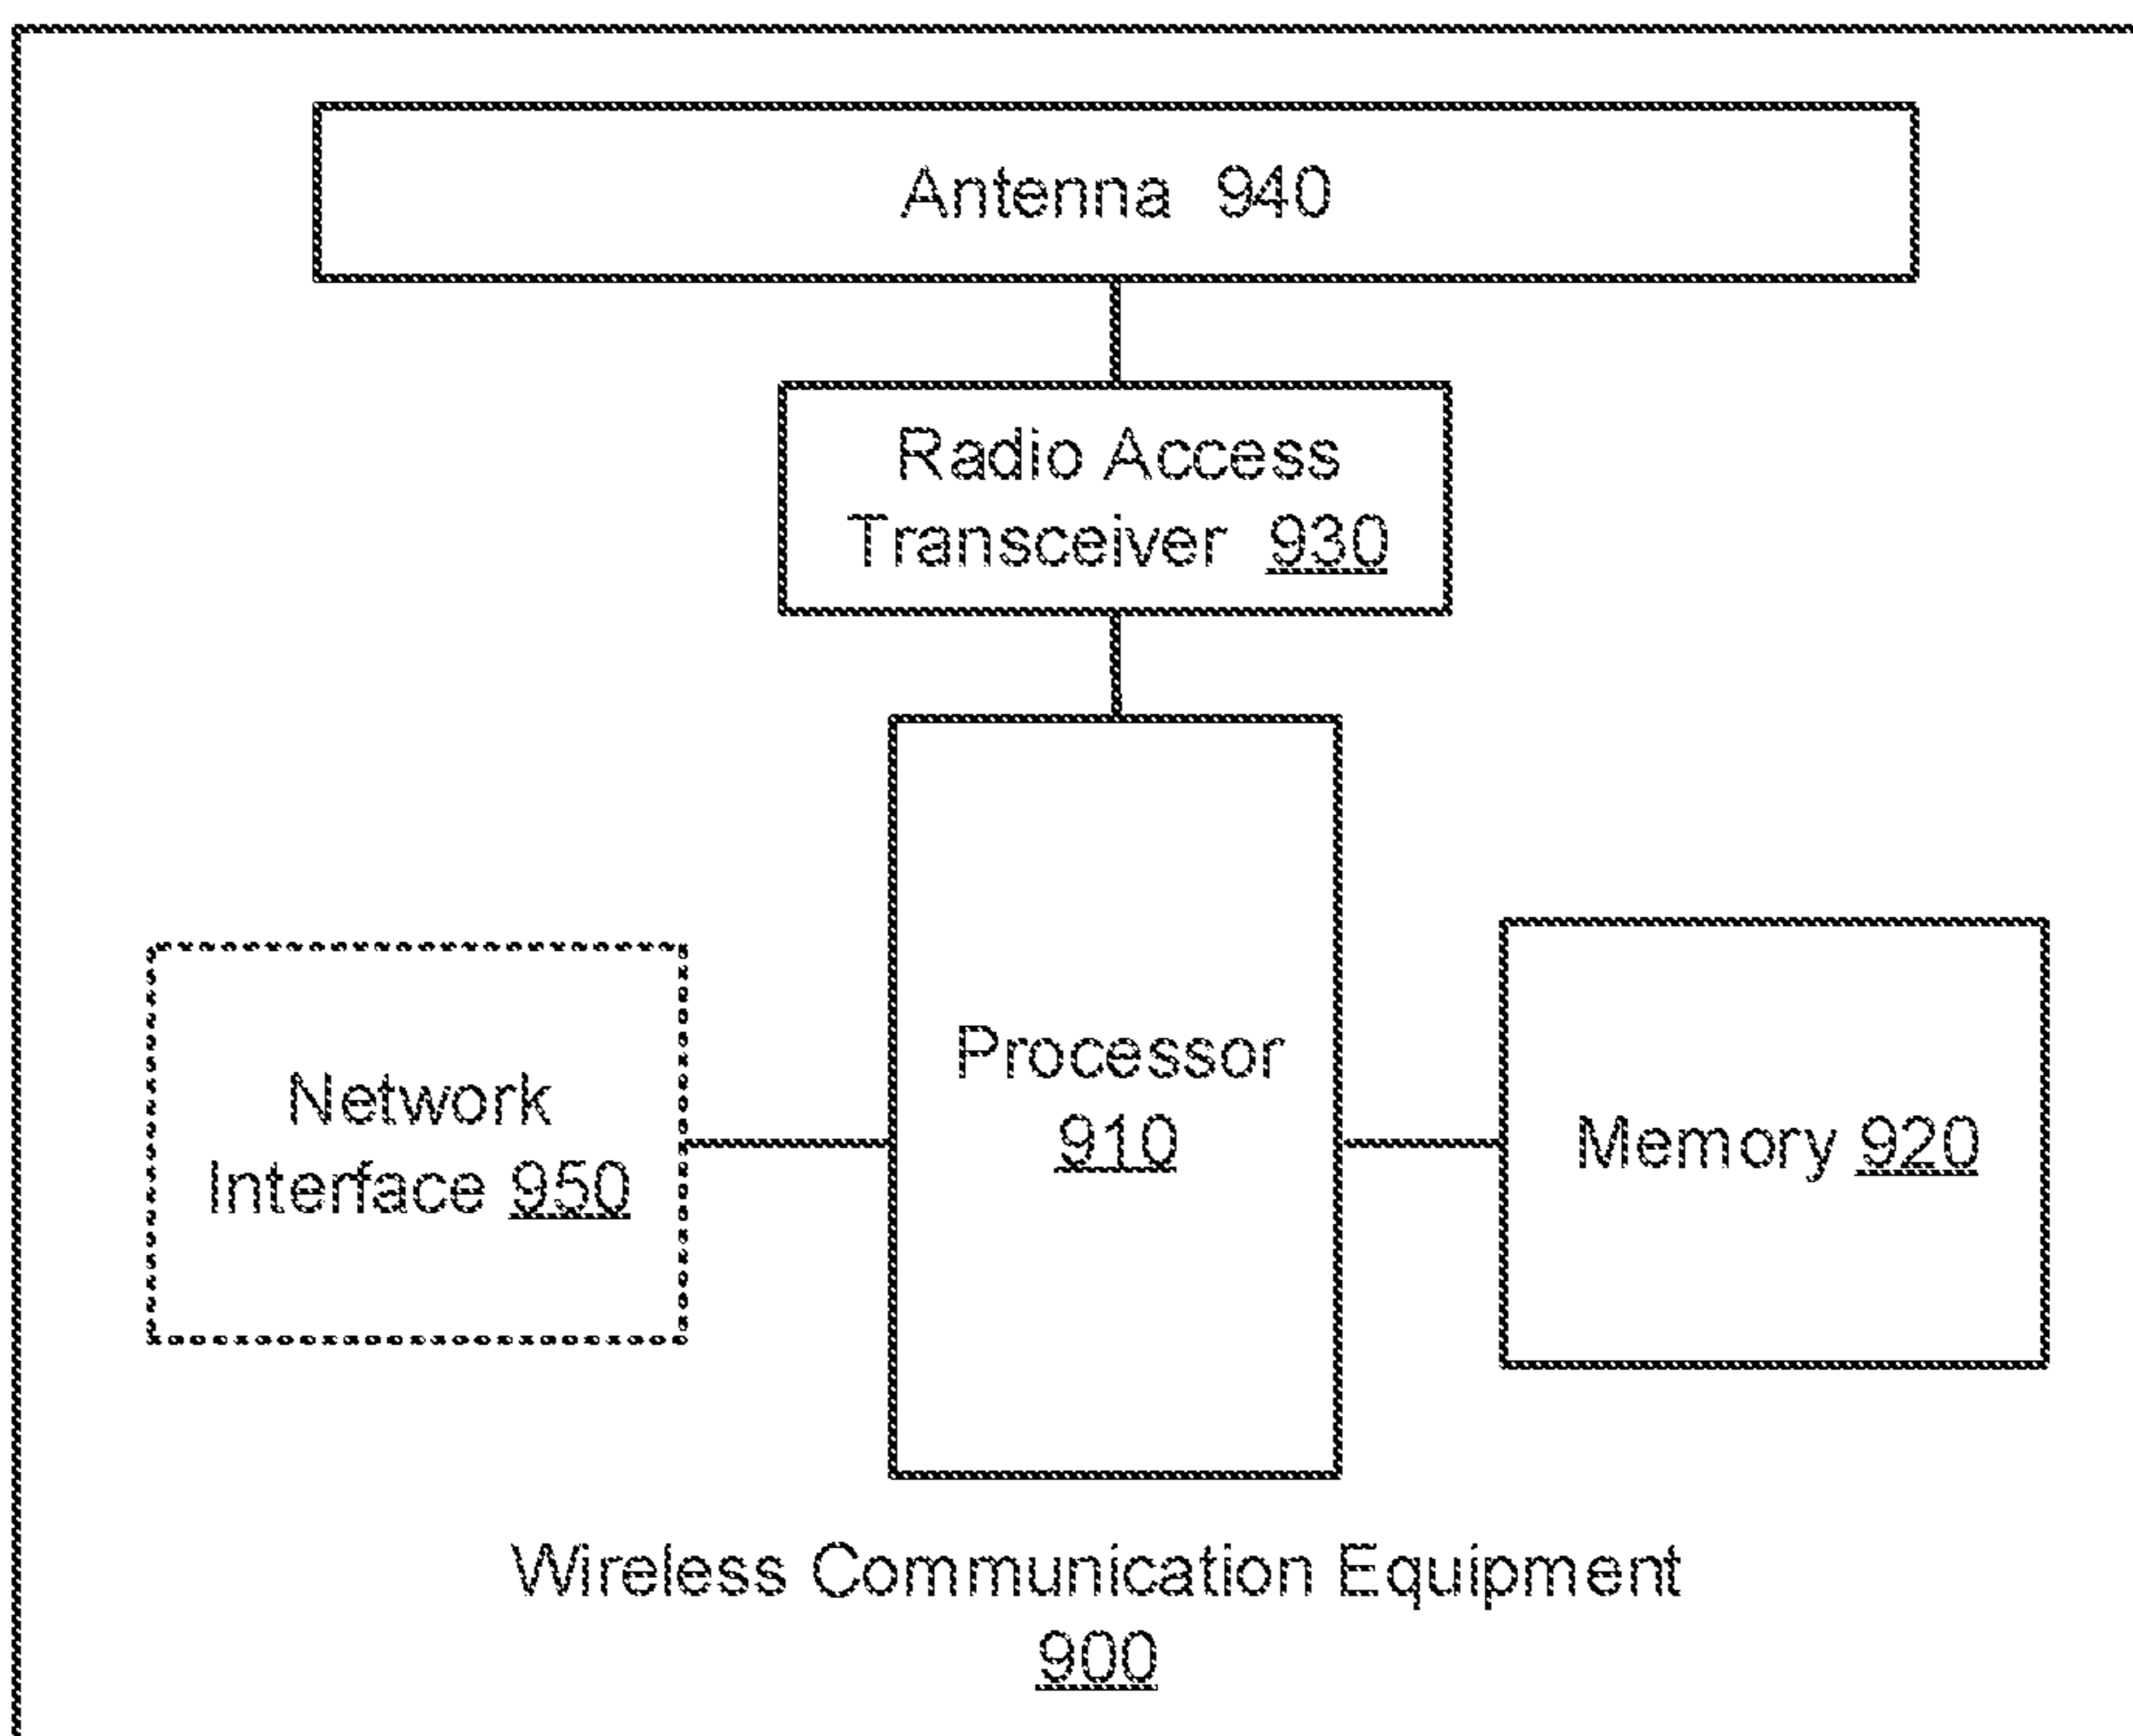 Antenna 940
Radio Access
Transceiver 930
Processor
910
Network
Interface 950
Memory 920
Wireless Communication Equipment
900